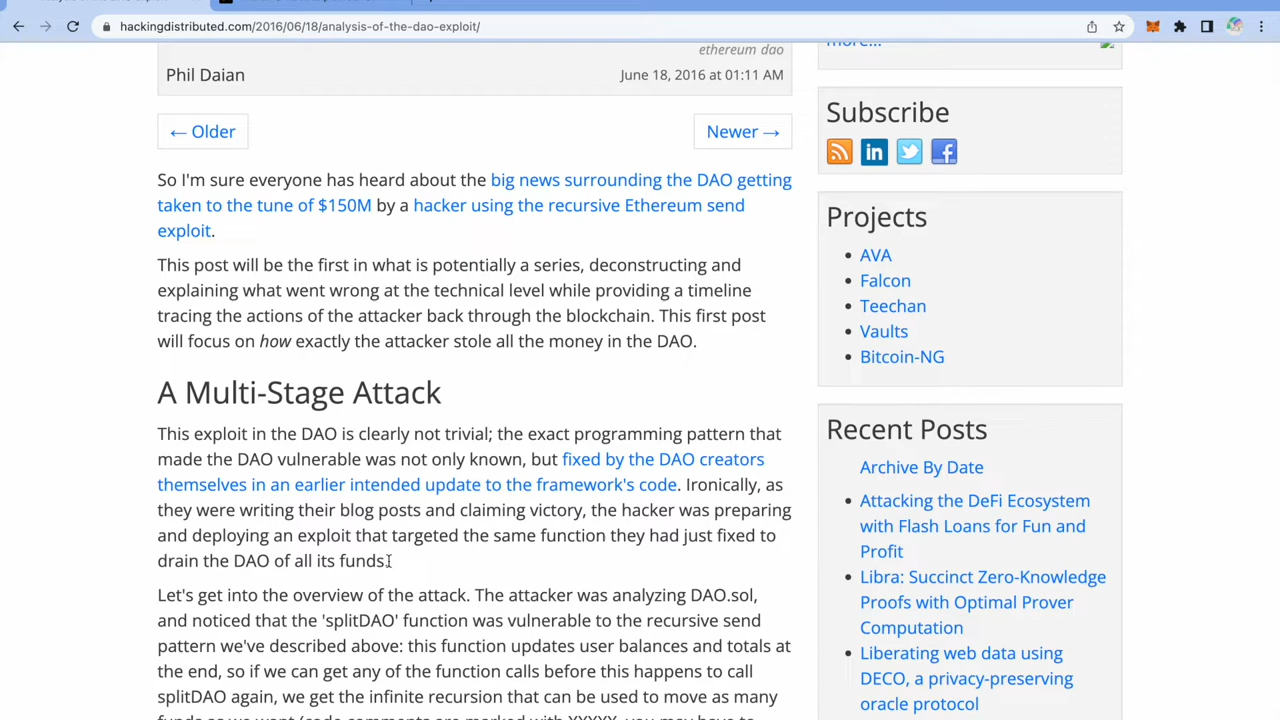 hackingdistributed.com/2016/06/18/analysis-of-the-dao-exploit/
ethereum dao
Phil Daian
June 18, 2016 at 01:11 AM
← Older
Newer →
So I'm sure everyone has heard about the big news surrounding the DAO getting
taken to the tune of $150M by a hacker using the recursive Ethereum send
exploit.
This post will be the first in what is potentially a series, deconstructing and
explaining what went wrong at the technical level while providing a timeline
tracing the actions of the attacker back through the blockchain. This first post
will focus on how exactly the attacker stole all the money in the DAO.
A Multi-Stage Attack
This exploit in the DAO is clearly not trivial; the exact programming pattern that
made the DAO vulnerable was not only known, but fixed by the DAO creators
themselves in an earlier intended update to the framework's code. Ironically, as
they were writing their blog posts and claiming victory, the hacker was preparing
and deploying an exploit that targeted the same function they had just fixed to
drain the DAO of all its funds.
Let's get into the overview of the attack. The attacker was analyzing DAO.sol,
and noticed that the 'splitDAO' function was vulnerable to the recursive send
pattern we've described above: this function updates user balances and totals at
the end, so if we can get any of the function calls before this happens to call
splitDAO again, we get the infinite recursion that can be used to move as many
funds as we want (code comments are marked with XXXXX, you may have to
more...
Subscribe
in
f
Projects
AVA
Falcon
Teechan
Vaults
Bitcoin-NG
Recent Posts
Archive By Date
Attacking the DeFi Ecosystem
with Flash Loans for Fun and
Profit
Libra: Succinct Zero-Knowledge
Proofs with Optimal Prover
Computation
Liberating web data using
DECO, a privacy-preserving
oracle protocol